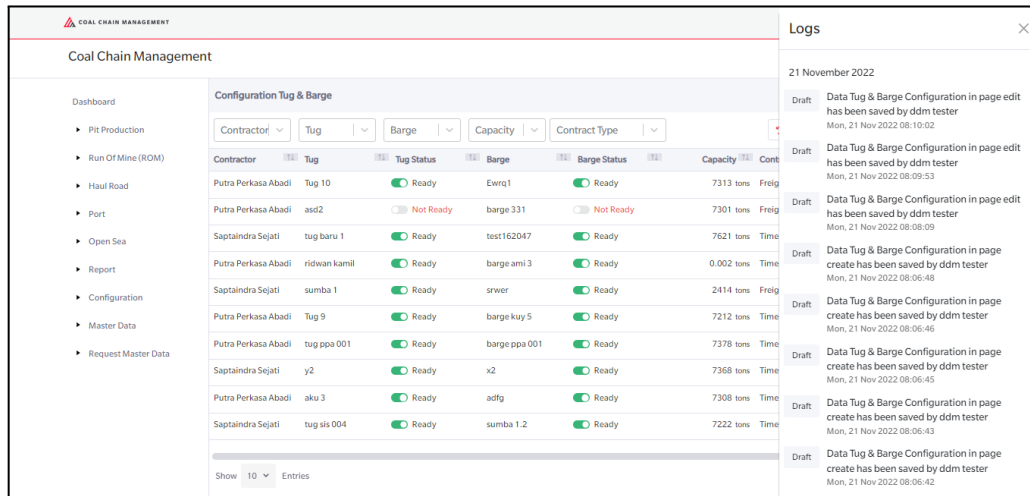 COAL CHAIN MANAGEMENT
Coal Chain Management
Dashboard
Pit Production
Run Of Mine (ROM)
Haul Road
Port
Open Sea
Report
Configuration
Master Data
Request Master Data
Configuration Tug & Barge
Contractor Tug Barge Capacity Contract Type
Contractor Tug Tug Status Barge Barge Status Capacity Cont
Putra Perkasa Abadi Tug 10 Ready Ewrq1 Ready 7313 tons Freig
Putra Perkasa Abadi asd2 Not Ready barge 331 Not Ready 7301 tons Freig
Saptaindra Sejati tug baru 1 Ready test162047 Ready 7621 tons Time
Putra Perkasa Abadi ridwan kamil Ready barge ami 3 Ready 0.002 tons Time
Saptaindra Sejati sumba 1 Ready srwer Ready 2414 tons Freig
Putra Perkasa Abadi Tug 9 Ready barge kuy 5 Ready 7212 tons Time
Putra Perkasa Abadi tug ppa 001 Ready barge ppa 001 Ready 7378 tons Time
Saptaindra Sejati y2 Ready x2 Ready 7368 tons Time
Putra Perkasa Abadi aku 3 Ready adfg Ready 7308 tons Time
Saptaindra Sejati tug sis 004 Ready sumba 1.2 Ready 7222 tons Time
Show 10 Entries
Logs
21 November 2022
Draft Data Tug & Barge Configuration in page edit
has been saved by ddm tester
Mon, 21 Nov 2022 08:10:02
Draft Data Tug & Barge Configuration in page edit
has been saved by ddm tester
Mon, 21 Nov 2022 08:09:53
Draft Data Tug & Barge Configuration in page edit
has been saved by ddm tester
Mon, 21 Nov 2022 08:08:09
Draft Data Tug & Barge Configuration in page
create has been saved by ddm tester
Mon, 21 Nov 2022 08:06:48
Draft Data Tug & Barge Configuration in page
create has been saved by ddm tester
Mon, 21 Nov 2022 08:06:46
Draft Data Tug & Barge Configuration in page
create has been saved by ddm tester
Mon, 21 Nov 2022 08:06:45
Draft Data Tug & Barge Configuration in page
create has been saved by ddm tester
Mon, 21 Nov 2022 08:06:43
Draft Data Tug & Barge Configuration in page
create has been saved by ddm tester
Mon, 21 Nov 2022 08:06:42